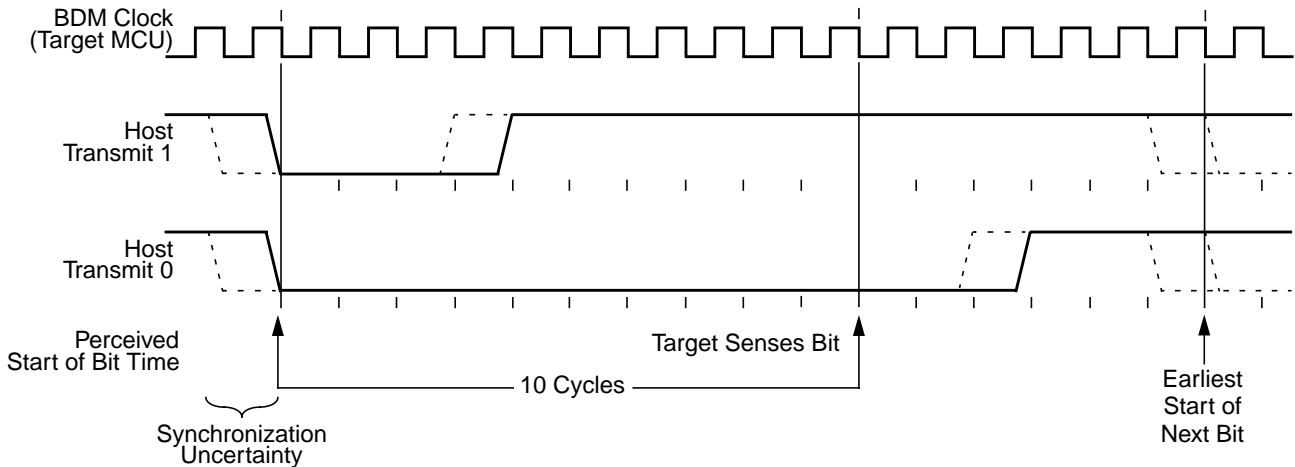 BDM Clock
(Target MCU)
Host
Transmit 1
Host
Transmit 0
Perceived
Start of Bit Time
Target Senses Bit
10 Cycles
Earliest
Start of
Next Bit
Synchronization
Uncertainty